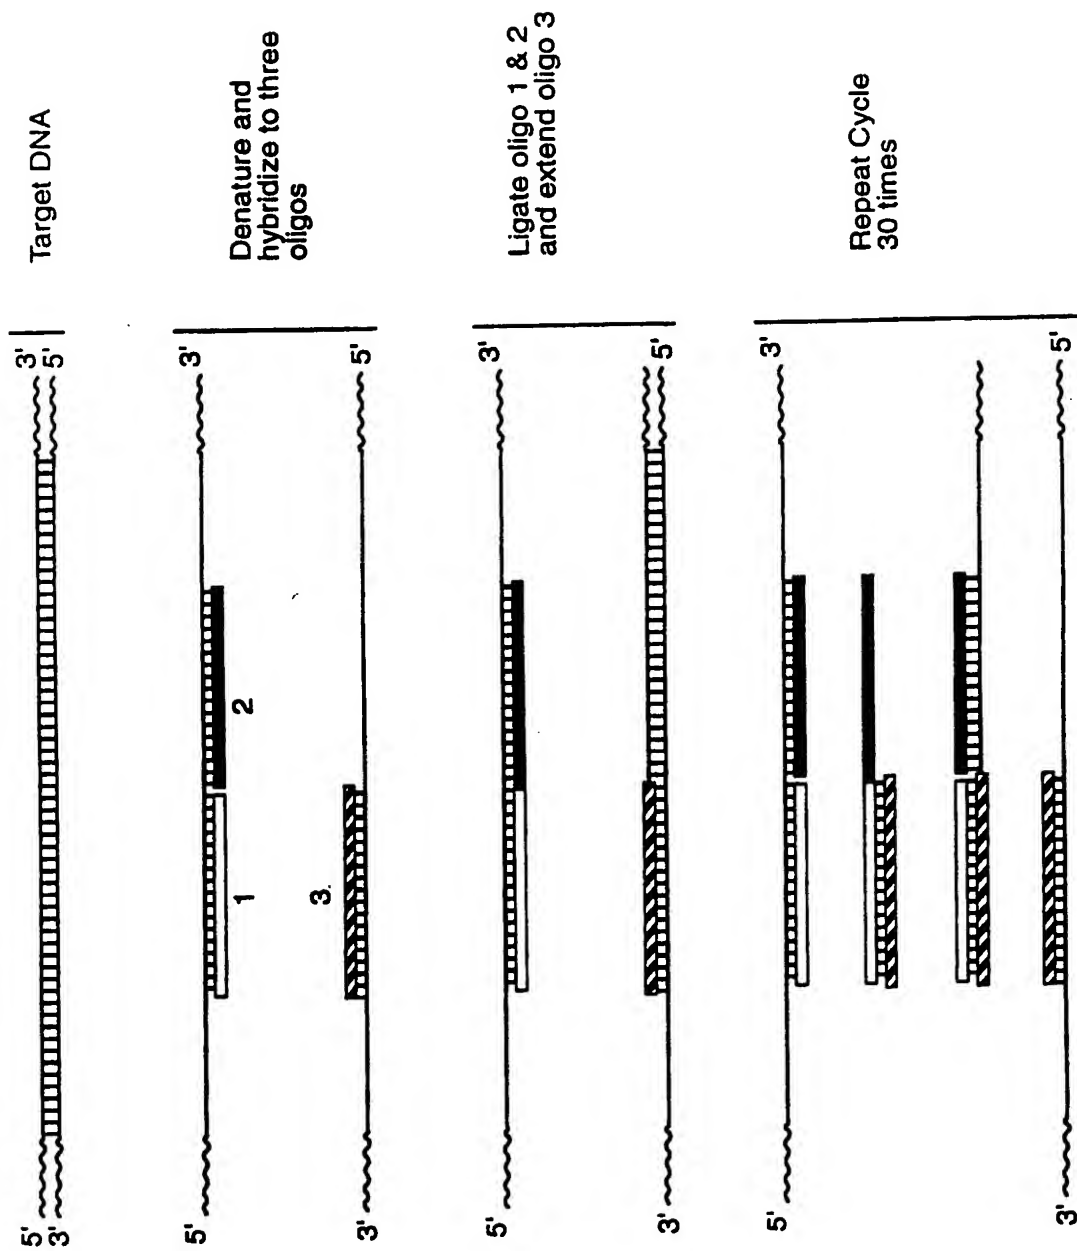 5' 3'
3' 5'
Target DNA
5' 3'
1 2
3.
3' 5'
Denature and
hybridize to three
oligos
5' 3'
3' 5'
Ligate oligo 1 & 2
and extend oligo 3
5' 3'
3' 5'
Repeat Cycle
30 times